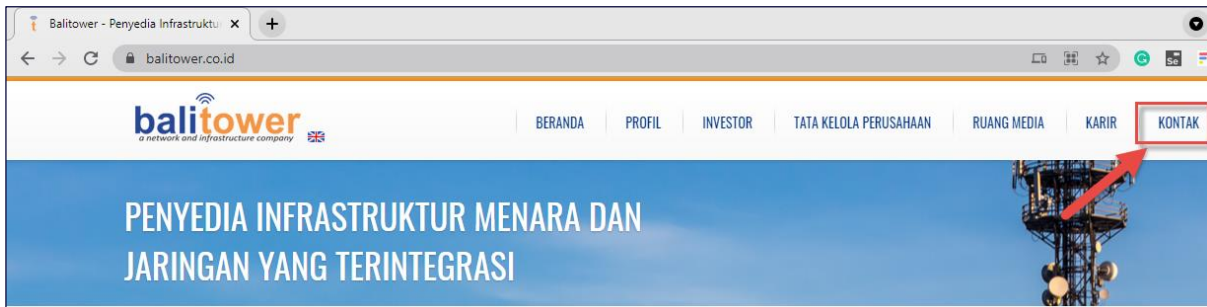 Balitower - Penyedia Infrastruktu
balitower.co.id
balitower
a network and infrastructure company
BERANDA PROFIL INVESTOR TATA KELOLA PERUSAHAAN RUANG MEDIA KARIR KONTAK
PENYEDIA INFRASTRUKTUR MENARA DAN
JARINGAN YANG TERINTEGRASI